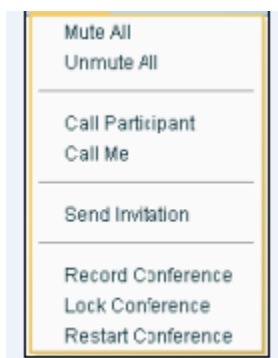 Mute All
Unmute All
Call Participant
Call Me
Send Invitation
Record Conference
Lock Conference
Restart Conference